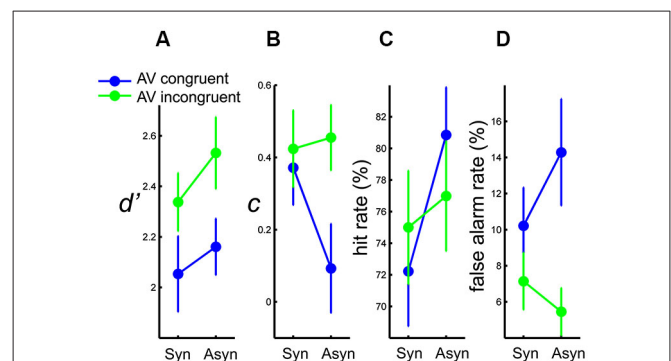 A B C D
AV congruent
AV incongruent
d’
2.6
2.4
2.2
2
Syn Asyn
c
0.6
0.4
0.2
0
Syn Asyn
hit rate (%)
82
80
78
76
74
72
70
Syn Asyn
false alarm rate (%)
16
14
12
10
8
6
Syn Asyn